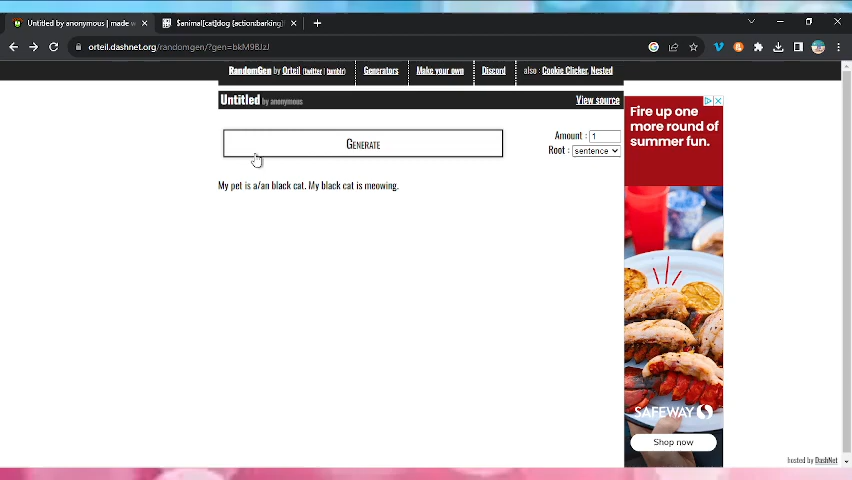 Untitled by anonymous | made w
$animal[cat]dog {action:barking}
orteil.dashnet.org/randomgen/?gen=bkM9BJzJ
RandomGen by Orteil (twitter | tumblr)
Generators
Make your own
Discord
also : Cookie Clicker, Nested
Untitled by anonymous
View source
GENERATE
Amount : 1
Root : sentence
My pet is a/an black cat. My black cat is meowing.
Fire up one
more round of
summer fun.
SAFEWAY
Shop now
hosted by DashNet